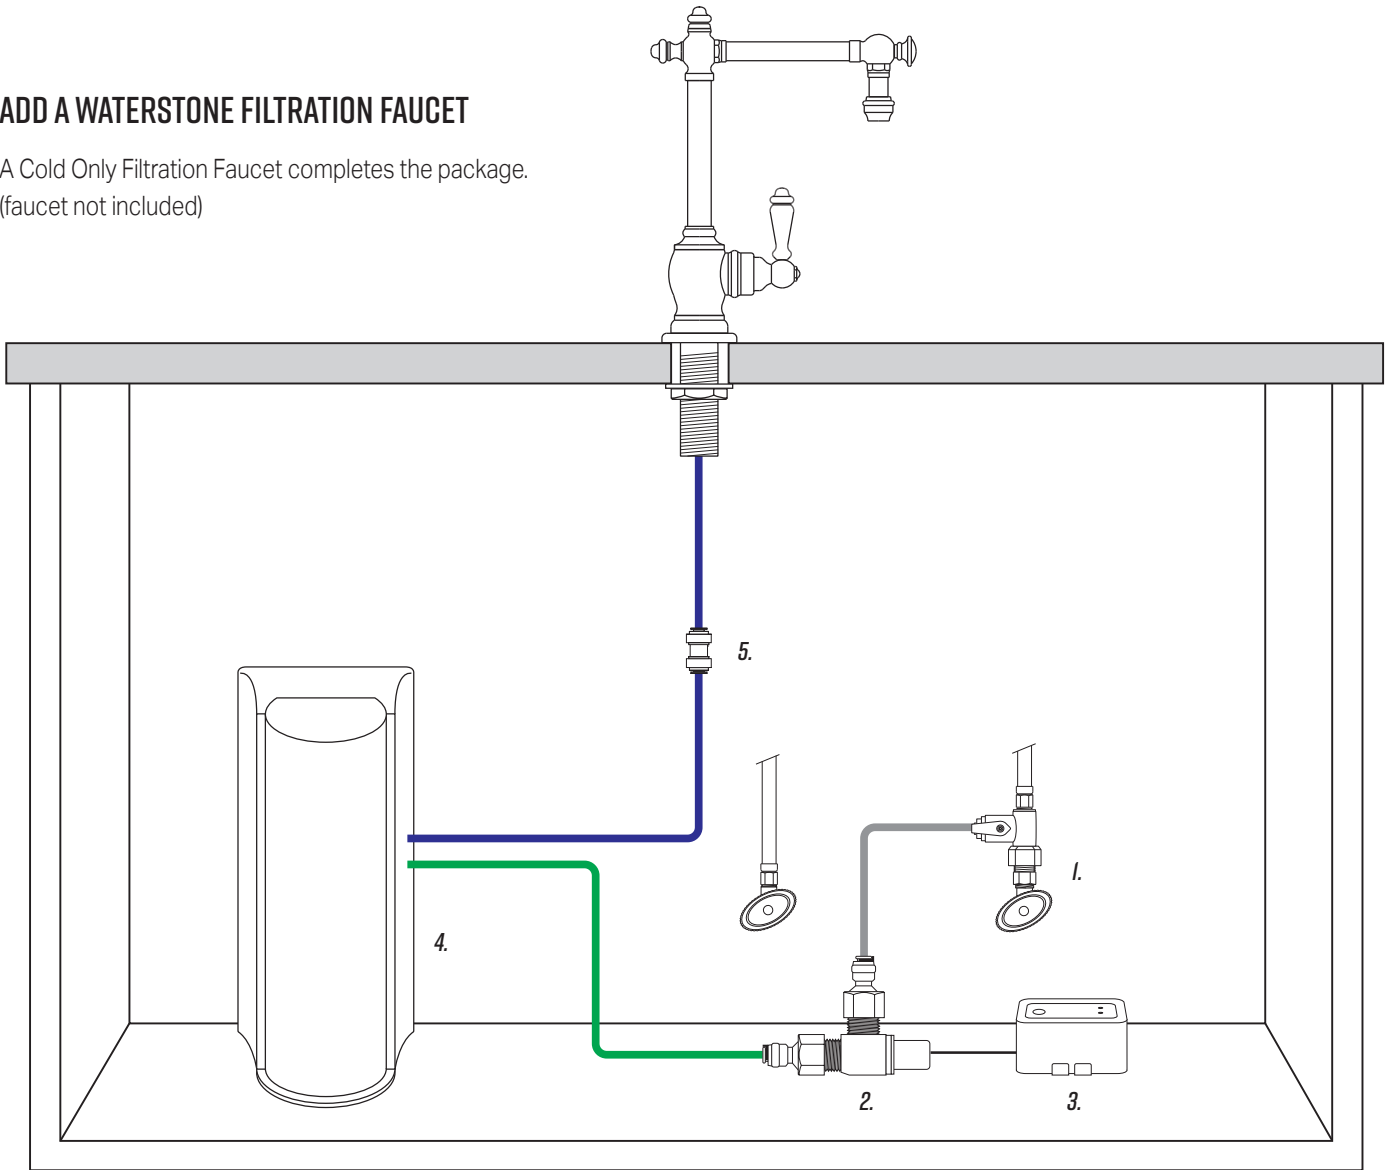 ADD A WATERSTONE FILTRATION FAUCET
A Cold Only Filtration Faucet completes the package.
(faucet not included)
5.
1.
4.
2.
3.